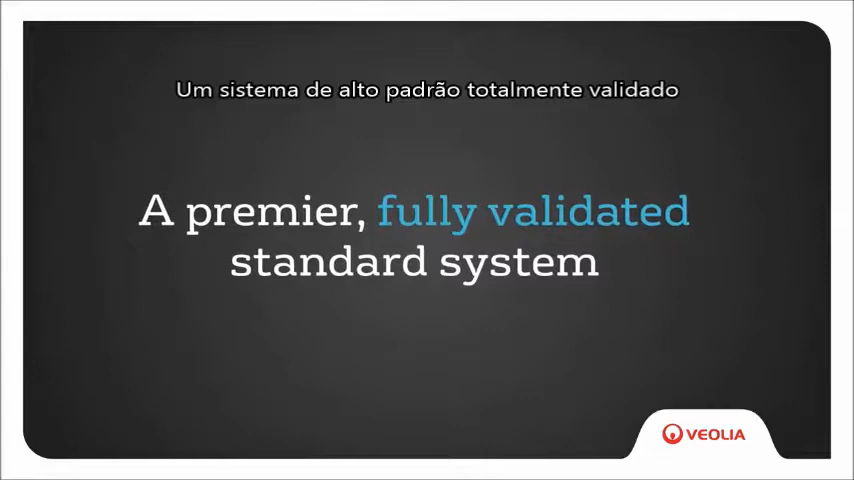 Um sistema de alto padrão totalmente validado
A premier, fully validated
standard system
VEOLIA